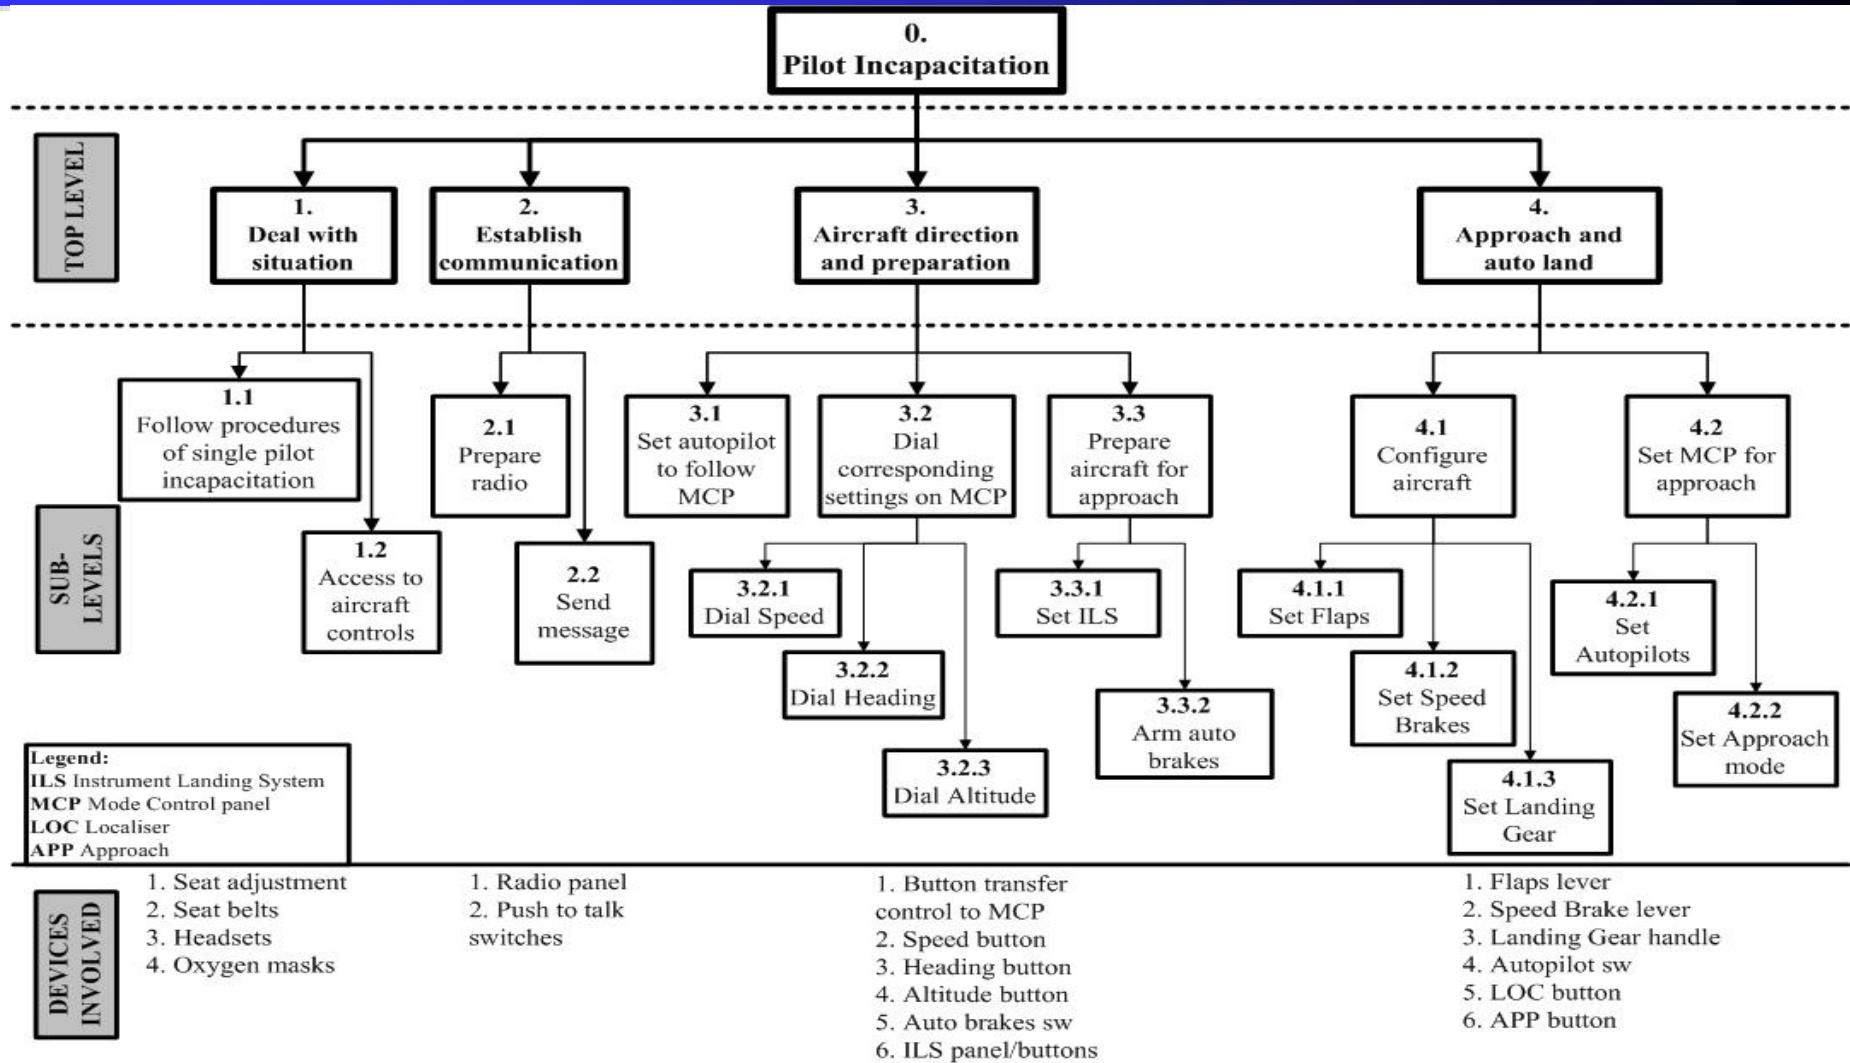 0.
Pilot Incapacitation
TOP LEVEL
1.
Deal with
situation
2.
Establish
communication
3.
Aircraft direction
and preparation
4.
Approach and
auto land
SUB-
LEVELS
1.1
Follow procedures
of single pilot
incapacitation
1.2
Access to
aircraft
controls
2.1
Prepare
radio
2.2
Send
message
3.1
Set autopilot
to follow
MCP
3.2
Dial
corresponding
settings on MCP
3.2.1
Dial Speed
3.2.2
Dial Heading
3.2.3
Dial Altitude
3.3
Prepare
aircraft for
approach
3.3.1
Set ILS
3.3.2
Arm auto
brakes
4.1
Configure
aircraft
4.1.1
Set Flaps
4.1.2
Set Speed
Brakes
4.1.3
Set Landing
Gear
4.2
Set MCP for
approach
4.2.1
Set
Autopilots
4.2.2
Set Approach
mode
Legend:
ILS Instrument Landing System
MCP Mode Control panel
LOC Localiser
APP Approach
DEVICES
INVOLVED
1. Seat adjustment
2. Seat belts
3. Headsets
4. Oxygen masks
1. Radio panel
2. Push to talk
switches
1. Button transfer
control to MCP
2. Speed button
3. Heading button
4. Altitude button
5. Auto brakes sw
6. ILS panel/buttons
1. Flaps lever
2. Speed Brake lever
3. Landing Gear handle
4. Autopilot sw
5. LOC button
6. APP button